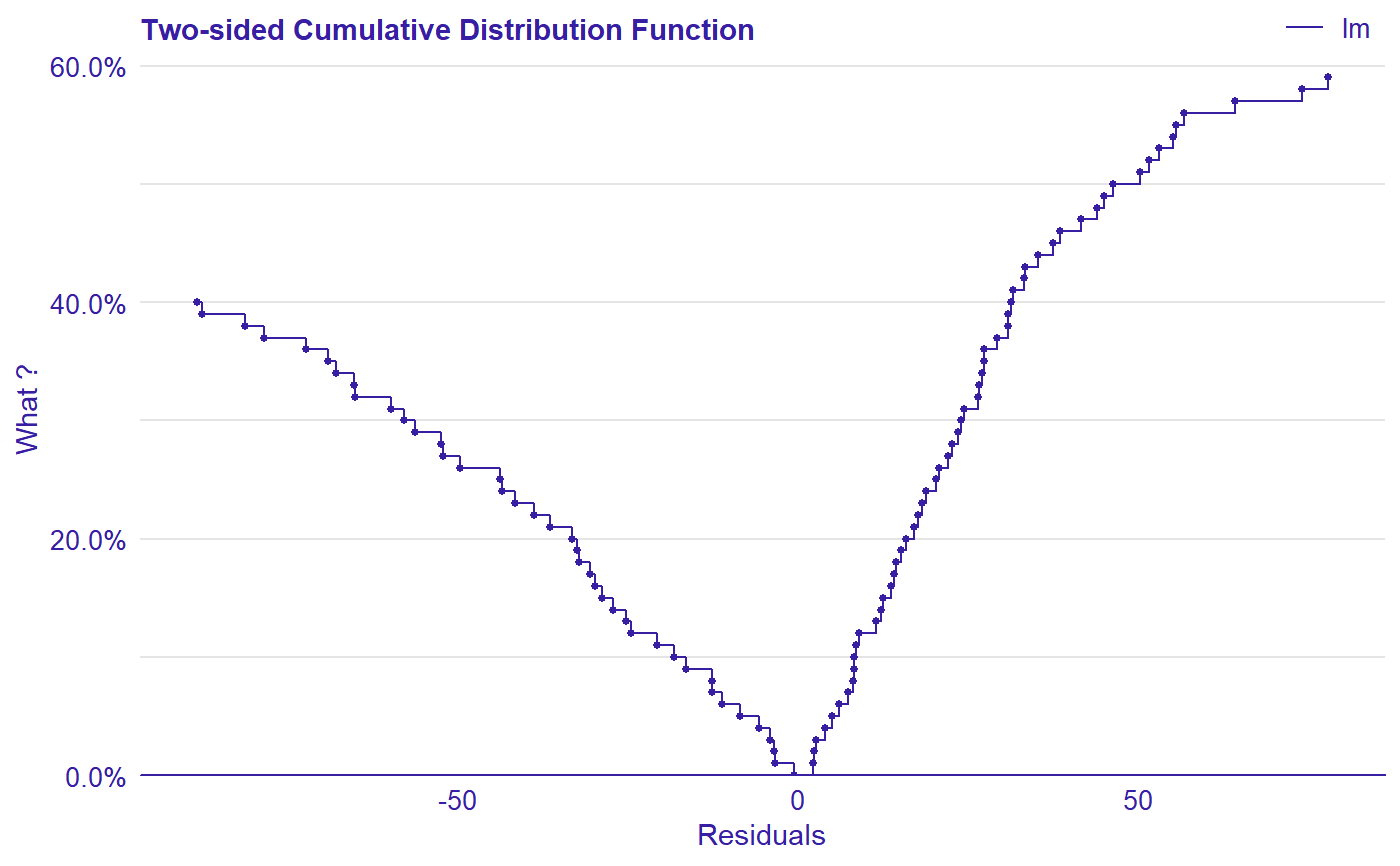 Two-sided Cumulative Distribution Function
lm
60.0%
40.0%
20.0%
0.0%
What ?
-50
0
50
Residuals